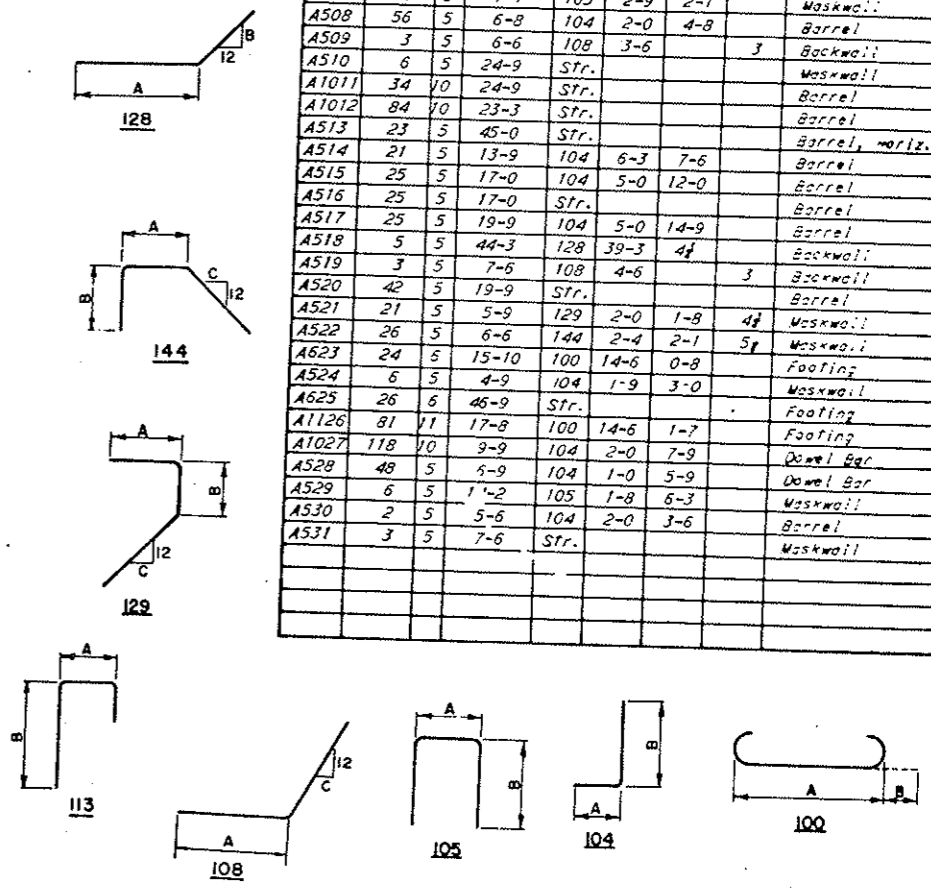 Maskwall
A508 56 5 6-8 104 2-0 4-8 Barrel
A509 3 5 6-6 108 3-6 3 Backwall
A510 6 5 24-9 Str. Maskwall
A1011 34 10 24-9 Str. Barrel
A1012 84 10 23-3 Str. Barrel
A513 23 5 45-0 Str. Barrel, Horiz.
A514 21 5 13-9 104 6-3 7-6 Barrel
A515 25 5 17-0 104 5-0 12-0 Barrel
A516 25 5 17-0 Str. Barrel
A517 25 5 19-9 104 5-0 14-9 Barrel
A518 5 5 44-3 128 39-3 Backwall
A519 3 5 7-6 108 4-6 3 Backwall
A520 42 5 19-9 Str. Barrel
A521 21 5 5-9 129 2-0 1-8 Maskwall
A522 26 5 6-6 144 2-4 2-1 Maskwall
A623 24 6 15-10 100 14-6 0-8 Footing
A524 6 5 4-9 104 1-9 3-0 Maskwall
A625 26 6 46-9 Str. Footing
A1126 81 11 17-8 100 14-6 1-7 Footing
A1027 118 10 9-9 104 2-0 7-9 Dowel Bar
A528 48 5 6-9 104 1-0 5-9 Dowel Bar
A529 6 5 105 1-8 6-3 Maskwall
A530 2 5 5-6 104 2-0 3-6 Barrel
A531 3 5 7-6 Str. Maskwall
B
12
A
128
A
B
C
12
144
A
B
12
C
129
A
B
113
12
C
A
108
A
B
105
B
A
104
A
B
100